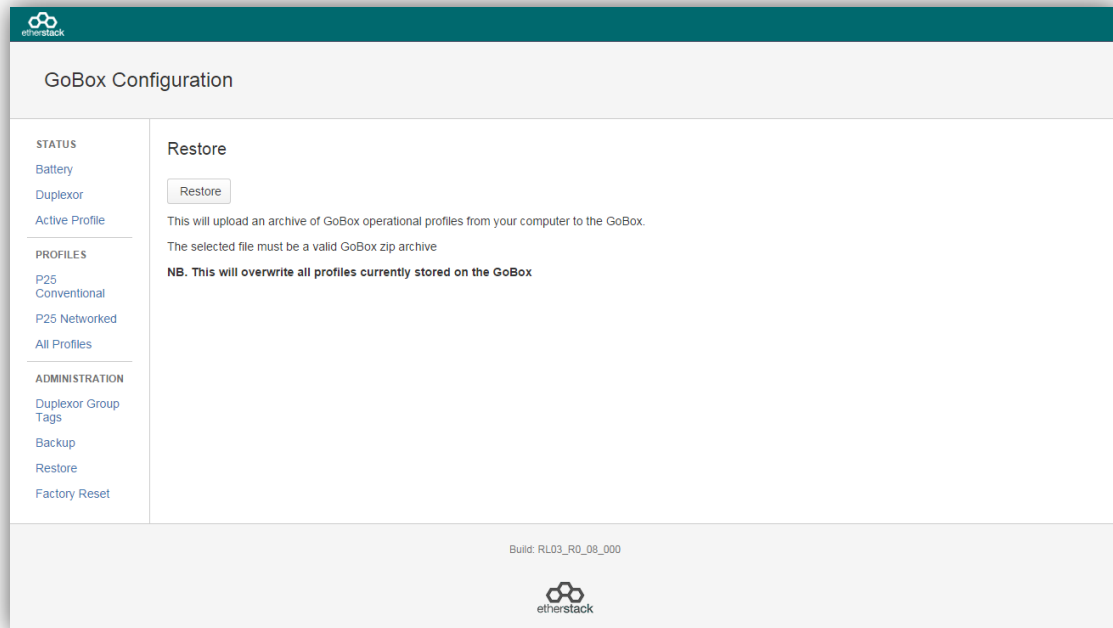 etherstack
GoBox Configuration
STATUS
Battery
Duplexor
Active Profile
PROFILES
P25
Conventional
P25 Networked
All Profiles
ADMINISTRATION
Duplexor Group
Tags
Backup
Restore
Factory Reset
Restore
Restore
This will upload an archive of GoBox operational profiles from your computer to the GoBox.
The selected file must be a valid GoBox zip archive
NB. This will overwrite all profiles currently stored on the GoBox
Build: RL03_R0_08_000
etherstack